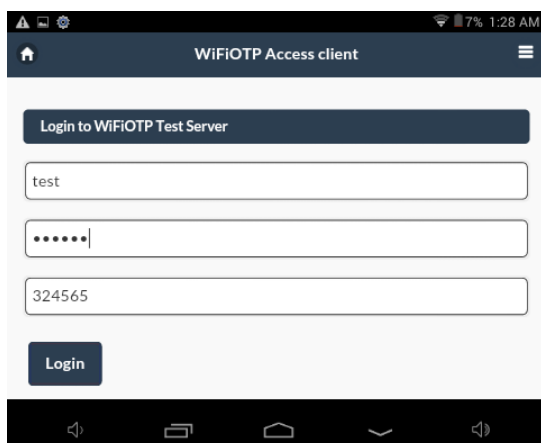 7% 1:28 AM
WiFiOTP Access client
Login to WiFiOTP Test Server
test
••••••
324565
Login